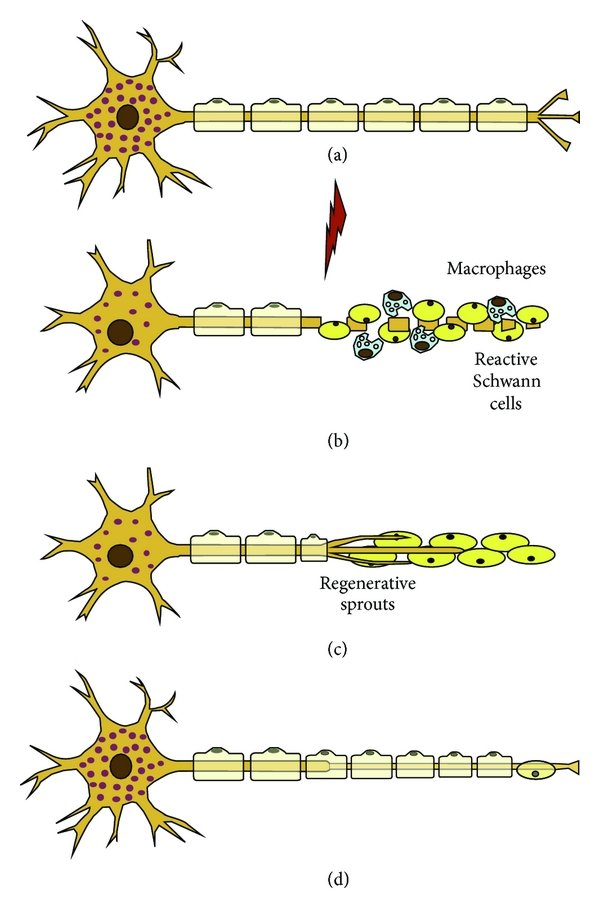 (a)
Macrophages
Reactive
Schwann
cells
(b)
Regenerative
sprouts
(c)
(d)